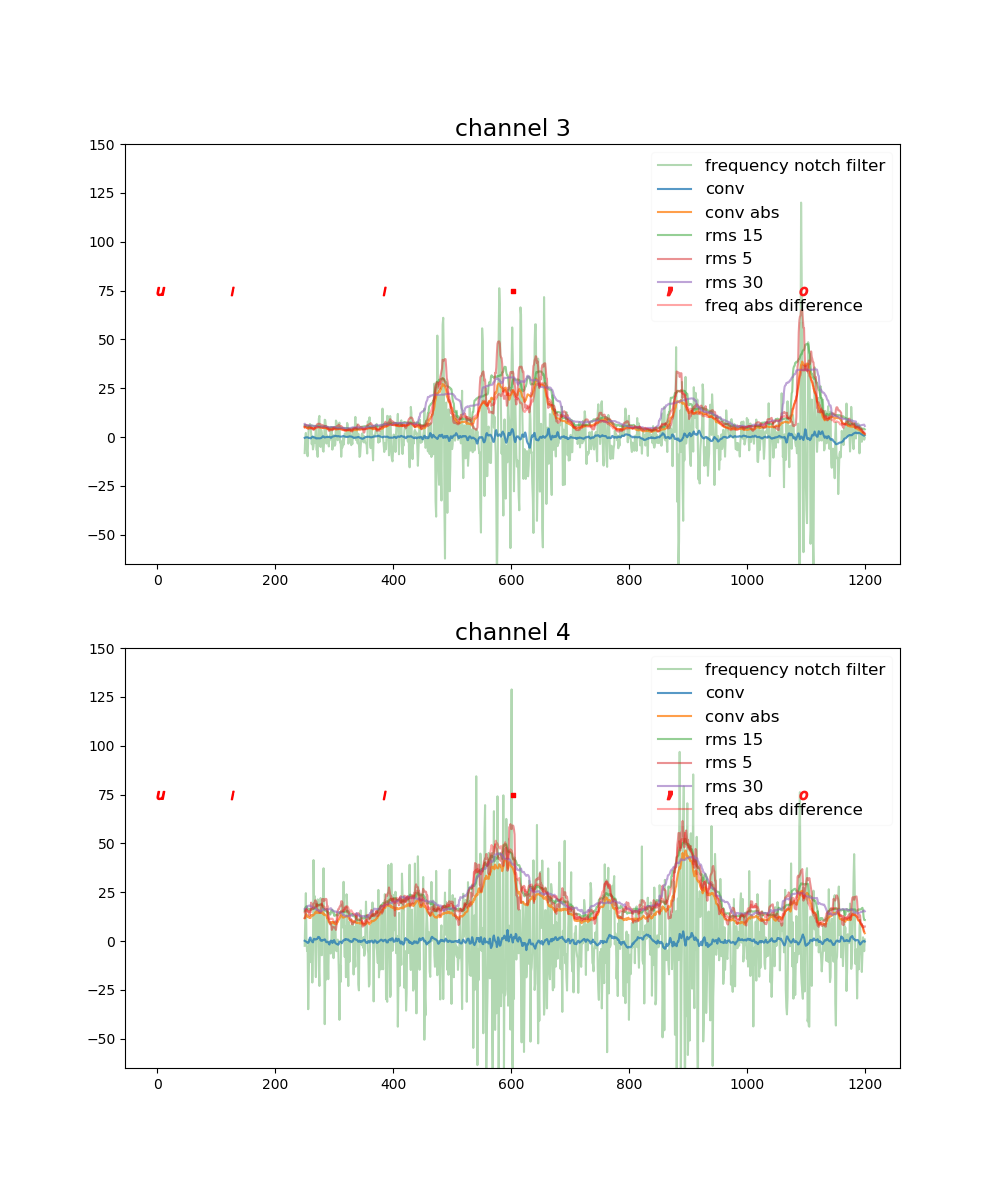 channel 3
150
125
100
75
50
25
0
−25
−50
0 200 400 600 800 1000 1200
frequency notch filter
conv
conv abs
rms 15
rms 5
rms 30
freq abs difference
u ı ı . , o
channel 4
150
125
100
75
50
25
0
−25
−50
0 200 400 600 800 1000 1200
frequency notch filter
conv
conv abs
rms 15
rms 5
rms 30
freq abs difference
u ı ı . , o